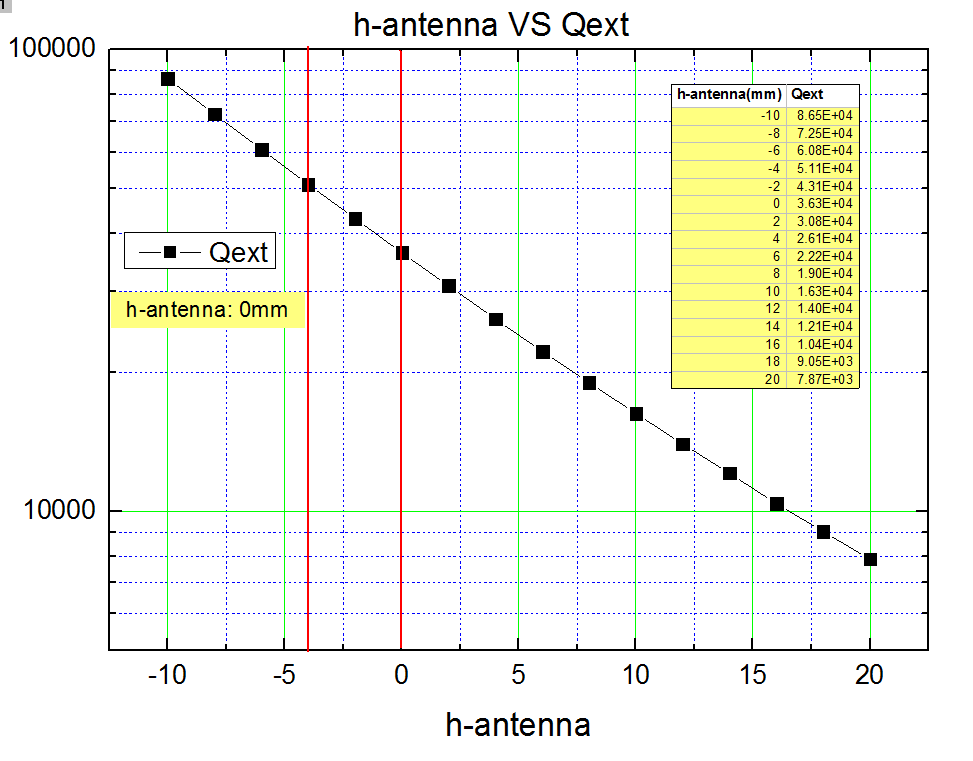 h-antenna VS Qext
100000
h-antenna(mm) Qext
-10 8.65E+04
-8 7.25E+04
-6 6.08E+04
-4 5.11E+04
-2 4.31E+04
0 3.63E+04
2 3.08E+04
4 2.61E+04
6 2.22E+04
8 1.90E+04
10 1.63E+04
12 1.40E+04
14 1.21E+04
16 1.04E+04
18 9.05E+03
20 7.87E+03
Qext
h-antenna: 0mm
10000
-10 -5 0 5 10 15 20
h-antenna